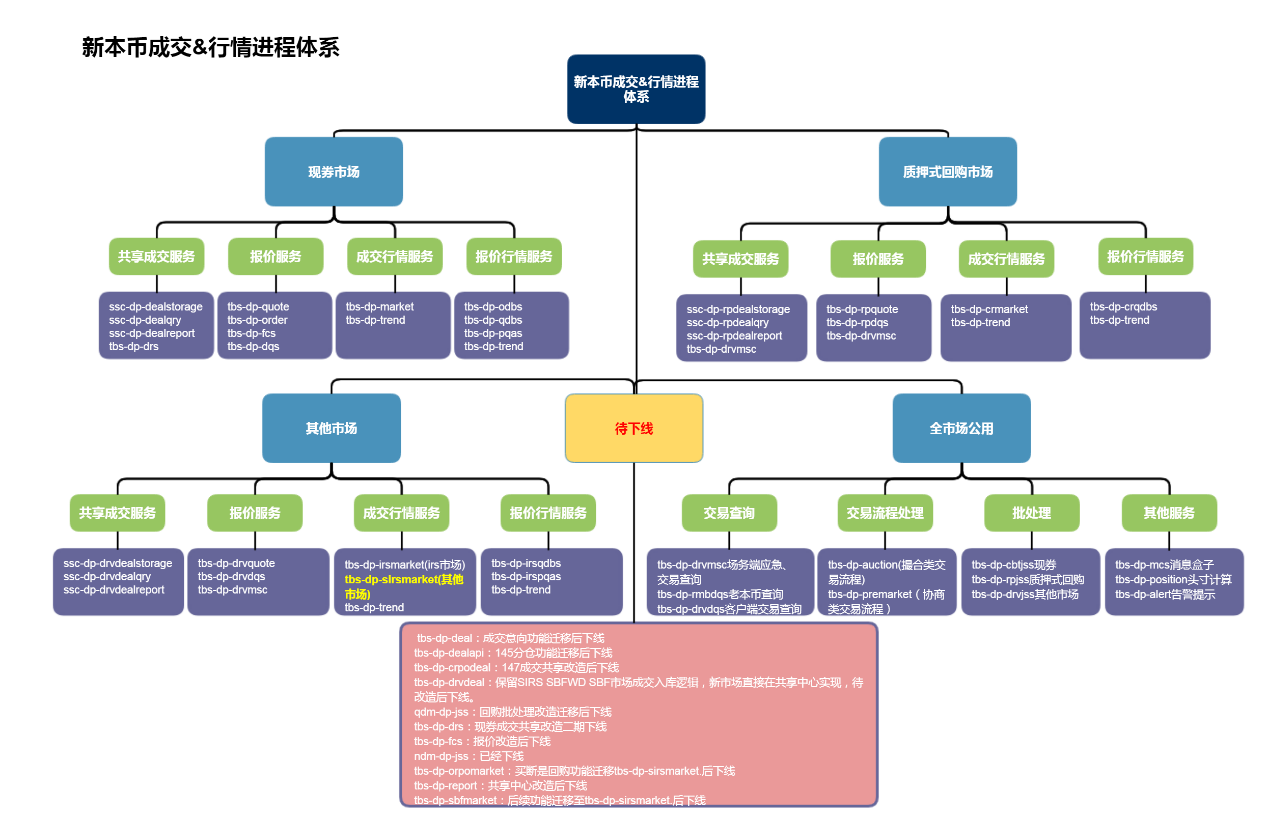 新本币成交&行情进程体系
新本币成交&行情进程
体系
现券市场
质押式回购市场
共享成交服务
报价服务
成交行情服务
报价行情服务
共享成交服务
报价服务
成交行情服务
报价行情服务
ssc-dp-dealstorage
ssc-dp-dealqry
ssc-dp-dealreport
tbs-dp-drs
tbs-dp-quote
tbs-dp-order
tbs-dp-fcs
tbs-dp-dqs
tbs-dp-market
tbs-dp-trend
tbs-dp-odbs
tbs-dp-qdbs
tbs-dp-pqas
tbs-dp-trend
ssc-dp-rpdealstorage
ssc-dp-rpdealqry
ssc-dp-rpdealreport
tbs-dp-drvmsc
tbs-dp-rpquote
tbs-dp-rpdqs
tbs-dp-drvmsc
tbs-dp-crmarket
tbs-dp-trend
tbs-dp-crqdbs
tbs-dp-trend
其他市场
待下线
全市场公用
共享成交服务
报价服务
成交行情服务
报价行情服务
交易查询
交易流程处理
批处理
其他服务
ssc-dp-drvdealstorage
ssc-dp-drvdealqry
ssc-dp-drvdealreport
tbs-dp-drvquote
tbs-dp-drvdqs
tbs-dp-drvmsc
tbs-dp-irsmarket(irs市场)
tbs-dp-sirsmarket(其他
市场)
tbs-dp-trend
tbs-dp-irsqdbs
tbs-dp-irspqas
tbs-dp-trend
tbs-dp-drvmsc场务端应急、
交易查询
tbs-dp-rmbdqs老本币查询
tbs-dp-drvdqs客户端交易查询
tbs-dp-auction(撮合类交
易流程)
tbs-dp-premarket（协商
类交易流程）
tbs-dp-cbtjss现券
tbs-dp-rpjss质押式回购
tbs-dp-drvjss其他市场
tbs-dp-mcs消息盒子
tbs-dp-position头寸计算
tbs-dp-alert告警提示
tbs-dp-deal：成交意向功能迁移后下线
tbs-dp-dealapi：145分仓功能迁移后下线
tbs-dp-crpodeal：147成交共享改造后下线
tbs-dp-drvdeal：保留SIRS SBFWD SBF市场成交入库逻辑，新市场直接在共享中心实现，待
改造后下线。
qdm-dp-jss：回购批处理改造迁移后下线
tbs-dp-drs：现券成交共享改造二期下线
tbs-dp-fcs：报价改造后下线
ndm-dp-jss：已经下线
tbs-dp-orpomarket：买断是回购功能迁移tbs-dp-sirsmarket.后下线
tbs-dp-report：共享中心改造后下线
tbs-dp-sbfmarket：后续功能迁移至tbs-dp-sirsmarket.后下线